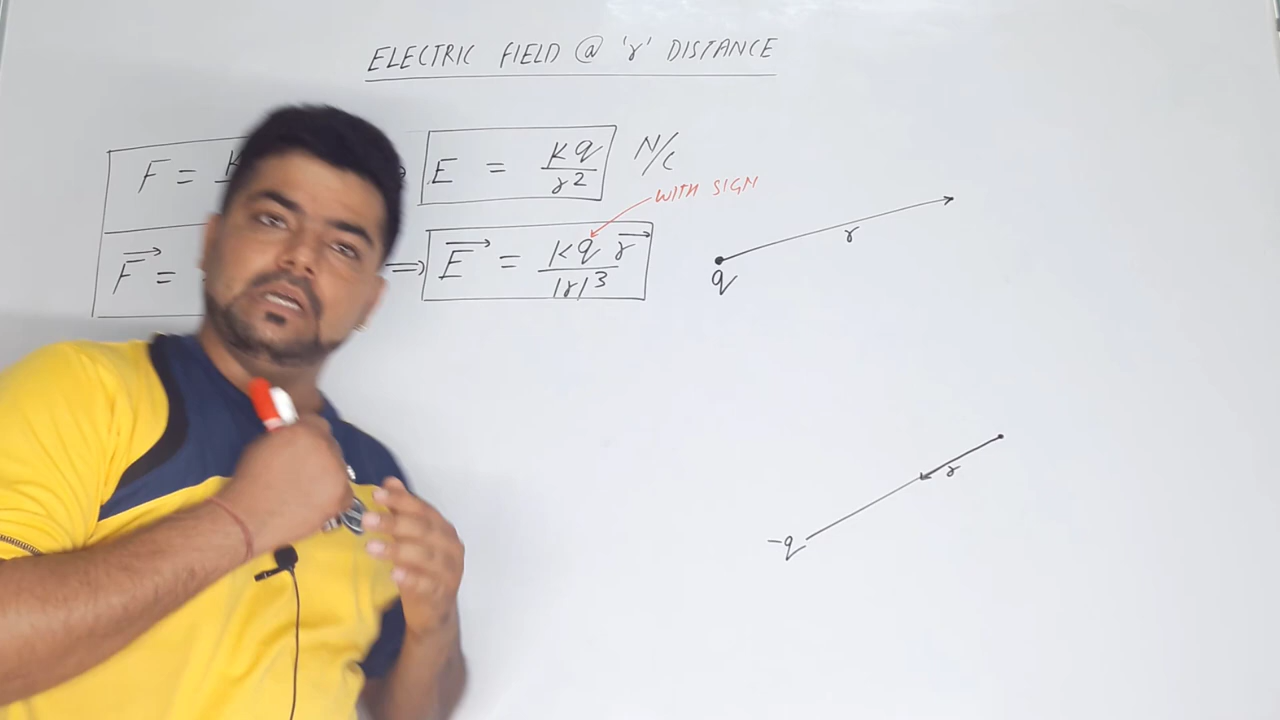 ELECTRIC FIELD @ 'r' DISTANCE
F = K
E = Kq / r² N/C
WITH SIGN
F⃗ =
⇒ E⃗ = Kq r⃗ / |r|³
r
q
r
-q